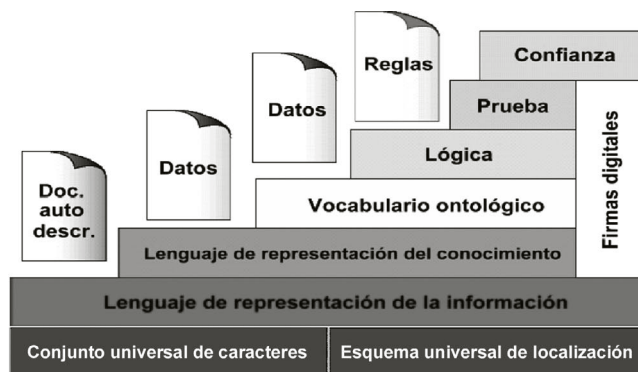 Confianza
Reglas
Prueba
Datos
Lógica
Datos
Doc.
auto
descr.
Vocabulario ontológico
Firmas digitales
Lenguaje de representación del conocimiento
Lenguaje de representación de la información
Conjunto universal de caracteres
Esquema universal de localización